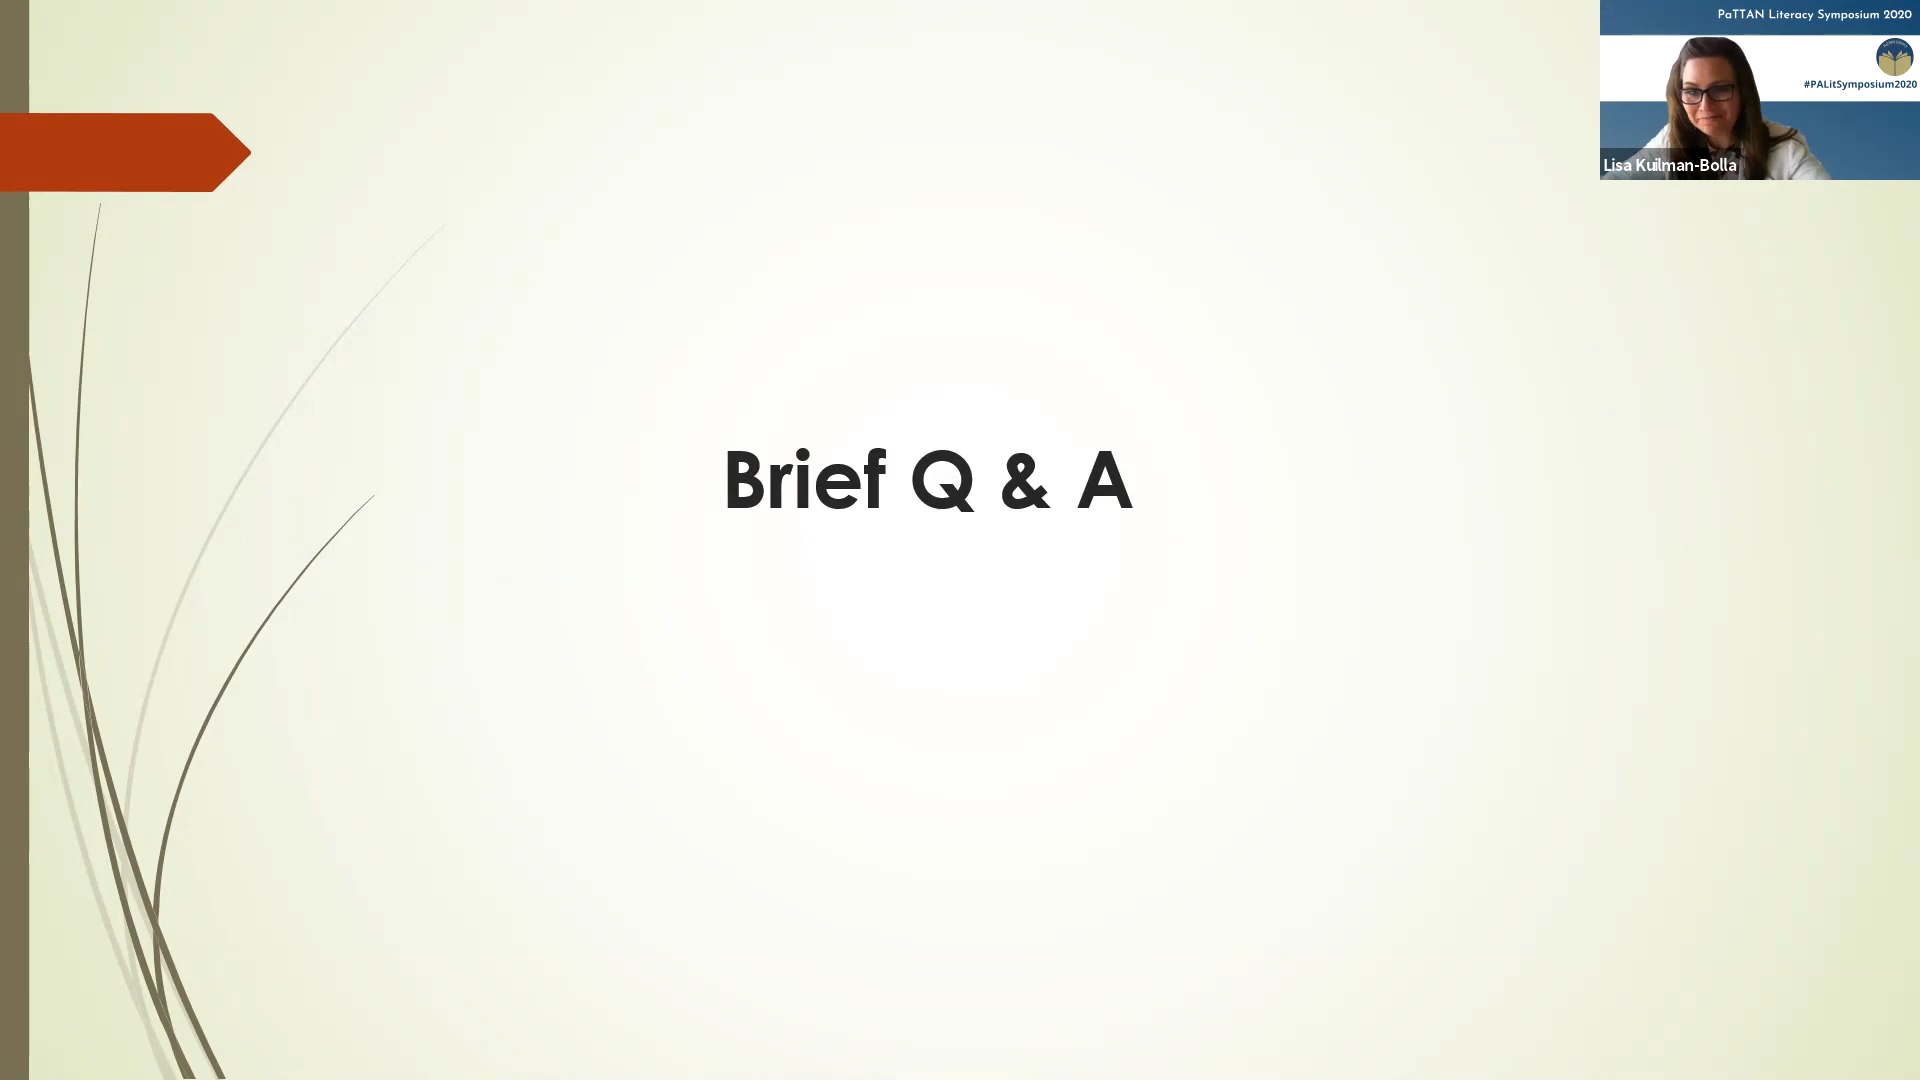 PaTTAN Literacy Symposium 2020
#PALitSymposium2020
Lisa Kuilman-Bolla
Brief Q & A